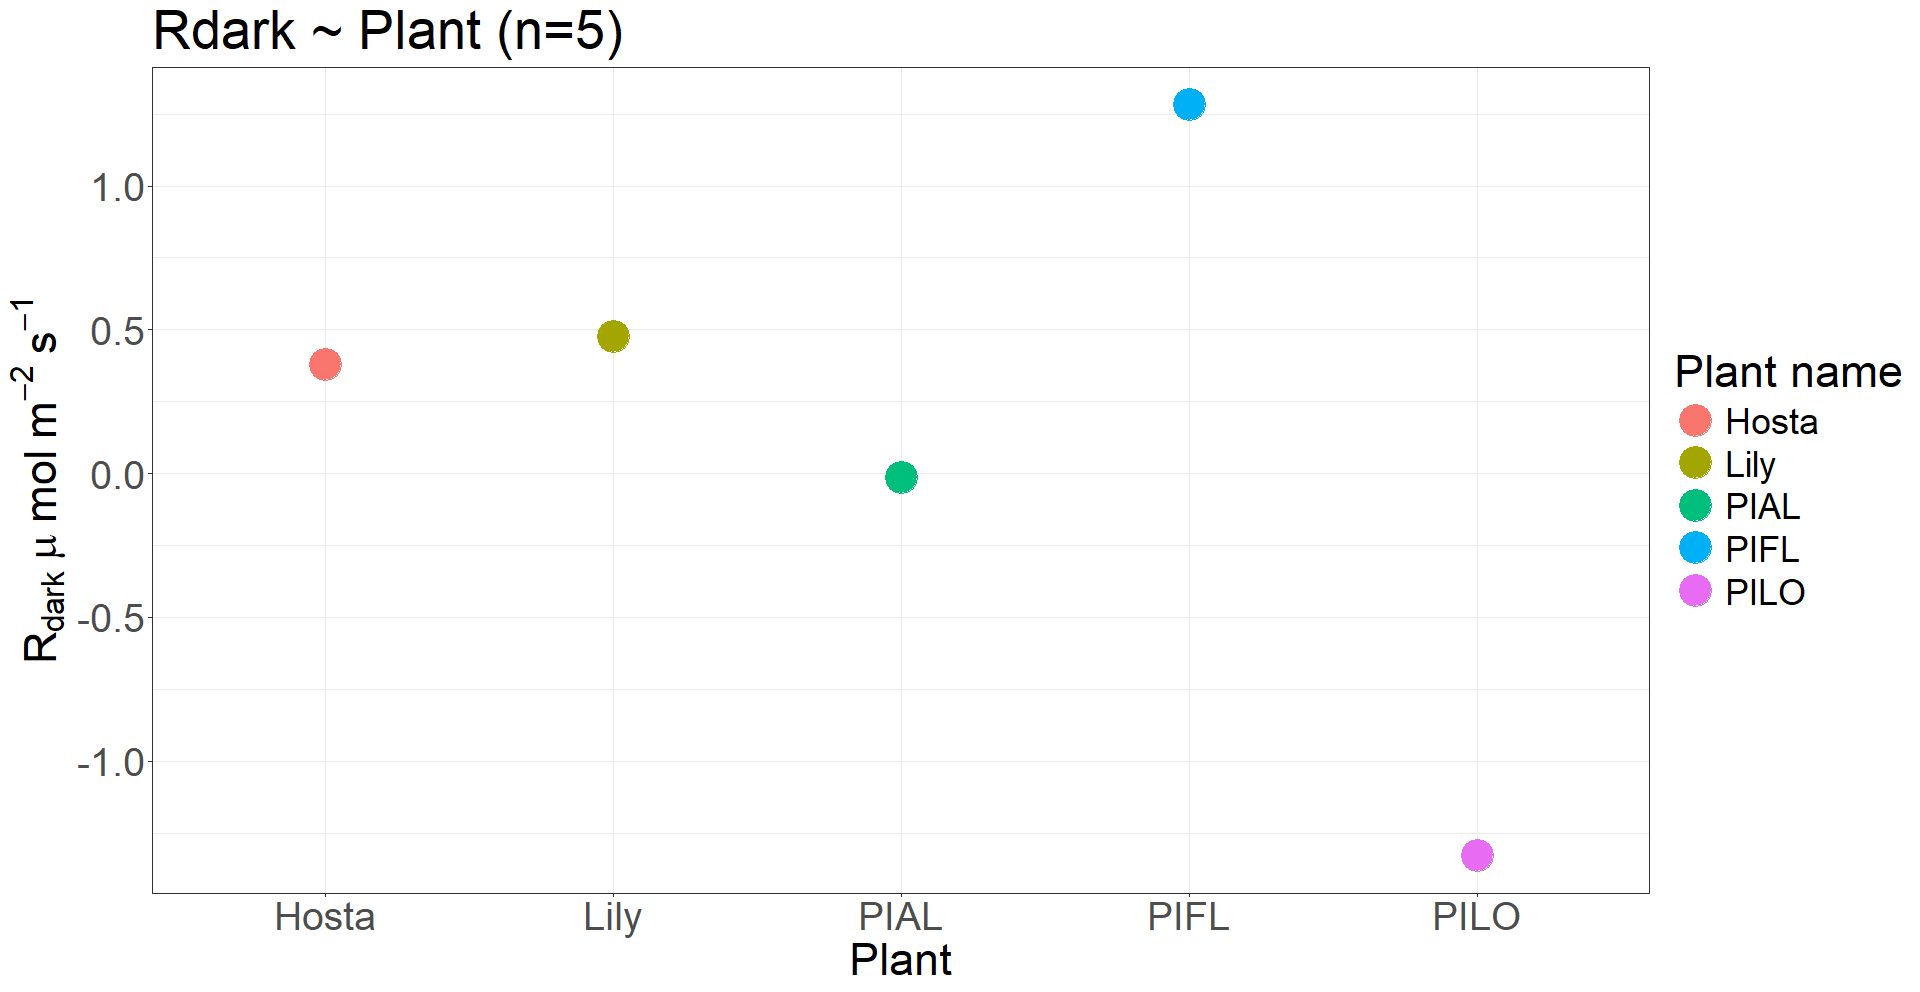 Rdark ~ Plant (n=5)
R_dark μ mol m⁻² s⁻¹
1.0
0.5
0.0
-0.5
-1.0
Hosta Lily PIAL PIFL PILO
Plant
Plant name
Hosta
Lily
PIAL
PIFL
PILO